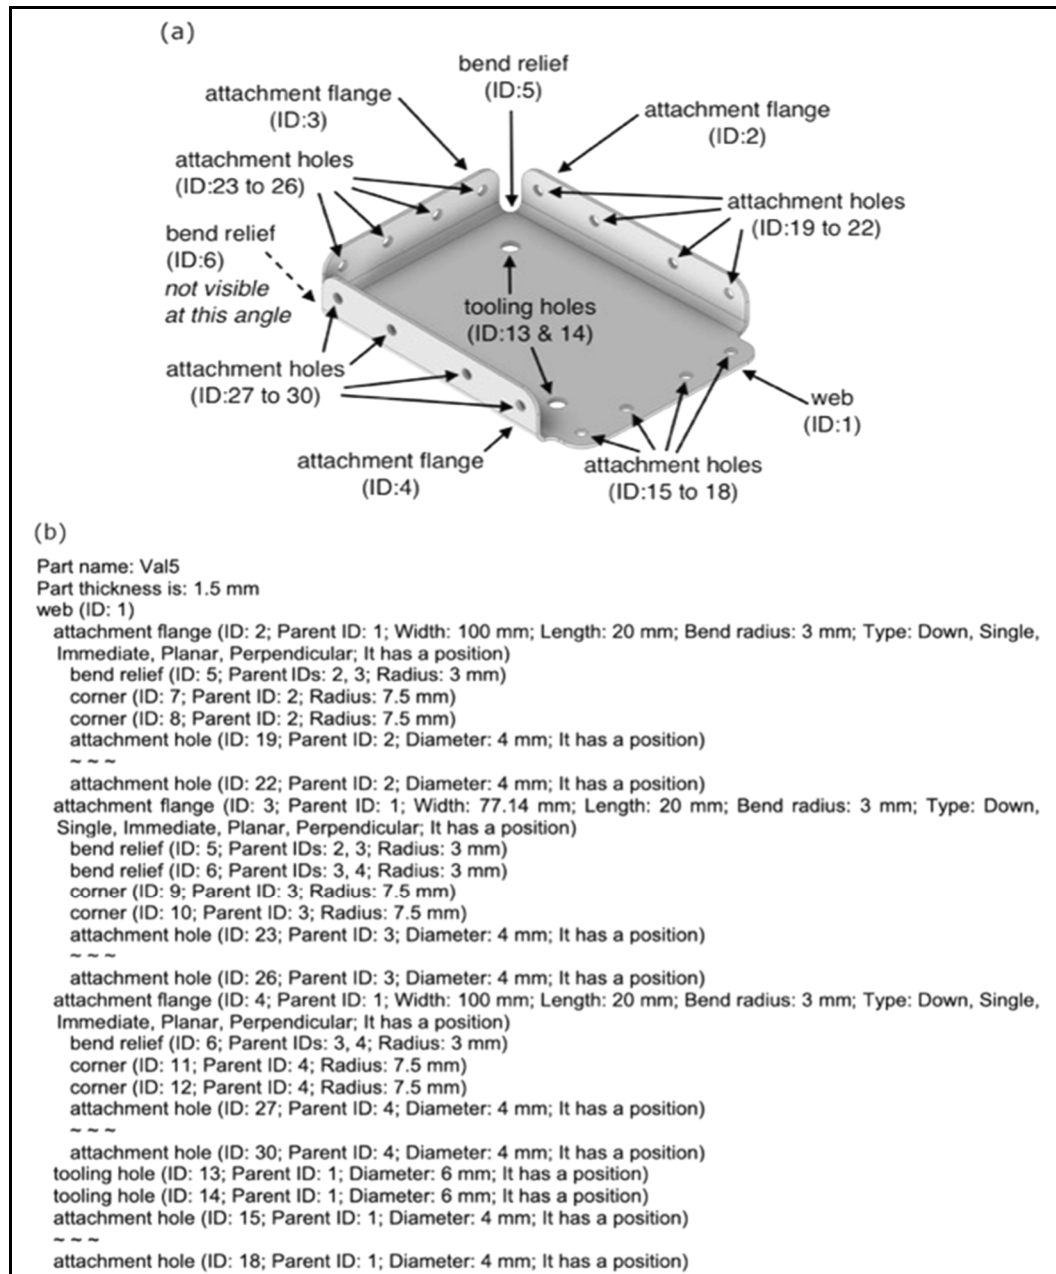 (a)
bend relief
(ID:5)
attachment flange
(ID:3)
attachment flange
(ID:2)
attachment holes
(ID:23 to 26)
attachment holes
(ID:19 to 22)
bend relief
(ID:6)
not visible
at this angle
tooling holes
(ID:13 & 14)
attachment holes
(ID:27 to 30)
web
(ID:1)
attachment flange
(ID:4)
attachment holes
(ID:15 to 18)
(b)
Part name: Val5
Part thickness is: 1.5 mm
web (ID: 1)
attachment flange (ID: 2; Parent ID: 1; Width: 100 mm; Length: 20 mm; Bend radius: 3 mm; Type: Down, Single,
Immediate, Planar, Perpendicular; It has a position)
bend relief (ID: 5; Parent IDs: 2, 3; Radius: 3 mm)
corner (ID: 7; Parent ID: 2; Radius: 7.5 mm)
corner (ID: 8; Parent ID: 2; Radius: 7.5 mm)
attachment hole (ID: 19; Parent ID: 2; Diameter: 4 mm; It has a position)
~ ~ ~
attachment hole (ID: 22; Parent ID: 2; Diameter: 4 mm; It has a position)
attachment flange (ID: 3; Parent ID: 1; Width: 77.14 mm; Length: 20 mm; Bend radius: 3 mm; Type: Down,
Single, Immediate, Planar, Perpendicular; It has a position)
bend relief (ID: 5; Parent IDs: 2, 3; Radius: 3 mm)
bend relief (ID: 6; Parent IDs: 3, 4; Radius: 3 mm)
corner (ID: 9; Parent ID: 3; Radius: 7.5 mm)
corner (ID: 10; Parent ID: 3; Radius: 7.5 mm)
attachment hole (ID: 23; Parent ID: 3; Diameter: 4 mm; It has a position)
~ ~ ~
attachment hole (ID: 26; Parent ID: 3; Diameter: 4 mm; It has a position)
attachment flange (ID: 4; Parent ID: 1; Width: 100 mm; Length: 20 mm; Bend radius: 3 mm; Type: Down, Single,
Immediate, Planar, Perpendicular; It has a position)
bend relief (ID: 6; Parent IDs: 3, 4; Radius: 3 mm)
corner (ID: 11; Parent ID: 4; Radius: 7.5 mm)
corner (ID: 12; Parent ID: 4; Radius: 7.5 mm)
attachment hole (ID: 27; Parent ID: 4; Diameter: 4 mm; It has a position)
~ ~ ~
attachment hole (ID: 30; Parent ID: 4; Diameter: 4 mm; It has a position)
tooling hole (ID: 13; Parent ID: 1; Diameter: 6 mm; It has a position)
tooling hole (ID: 14; Parent ID: 1; Diameter: 6 mm; It has a position)
attachment hole (ID: 15; Parent ID: 1; Diameter: 4 mm; It has a position)
~ ~ ~
attachment hole (ID: 18; Parent ID: 1; Diameter: 4 mm; It has a position)